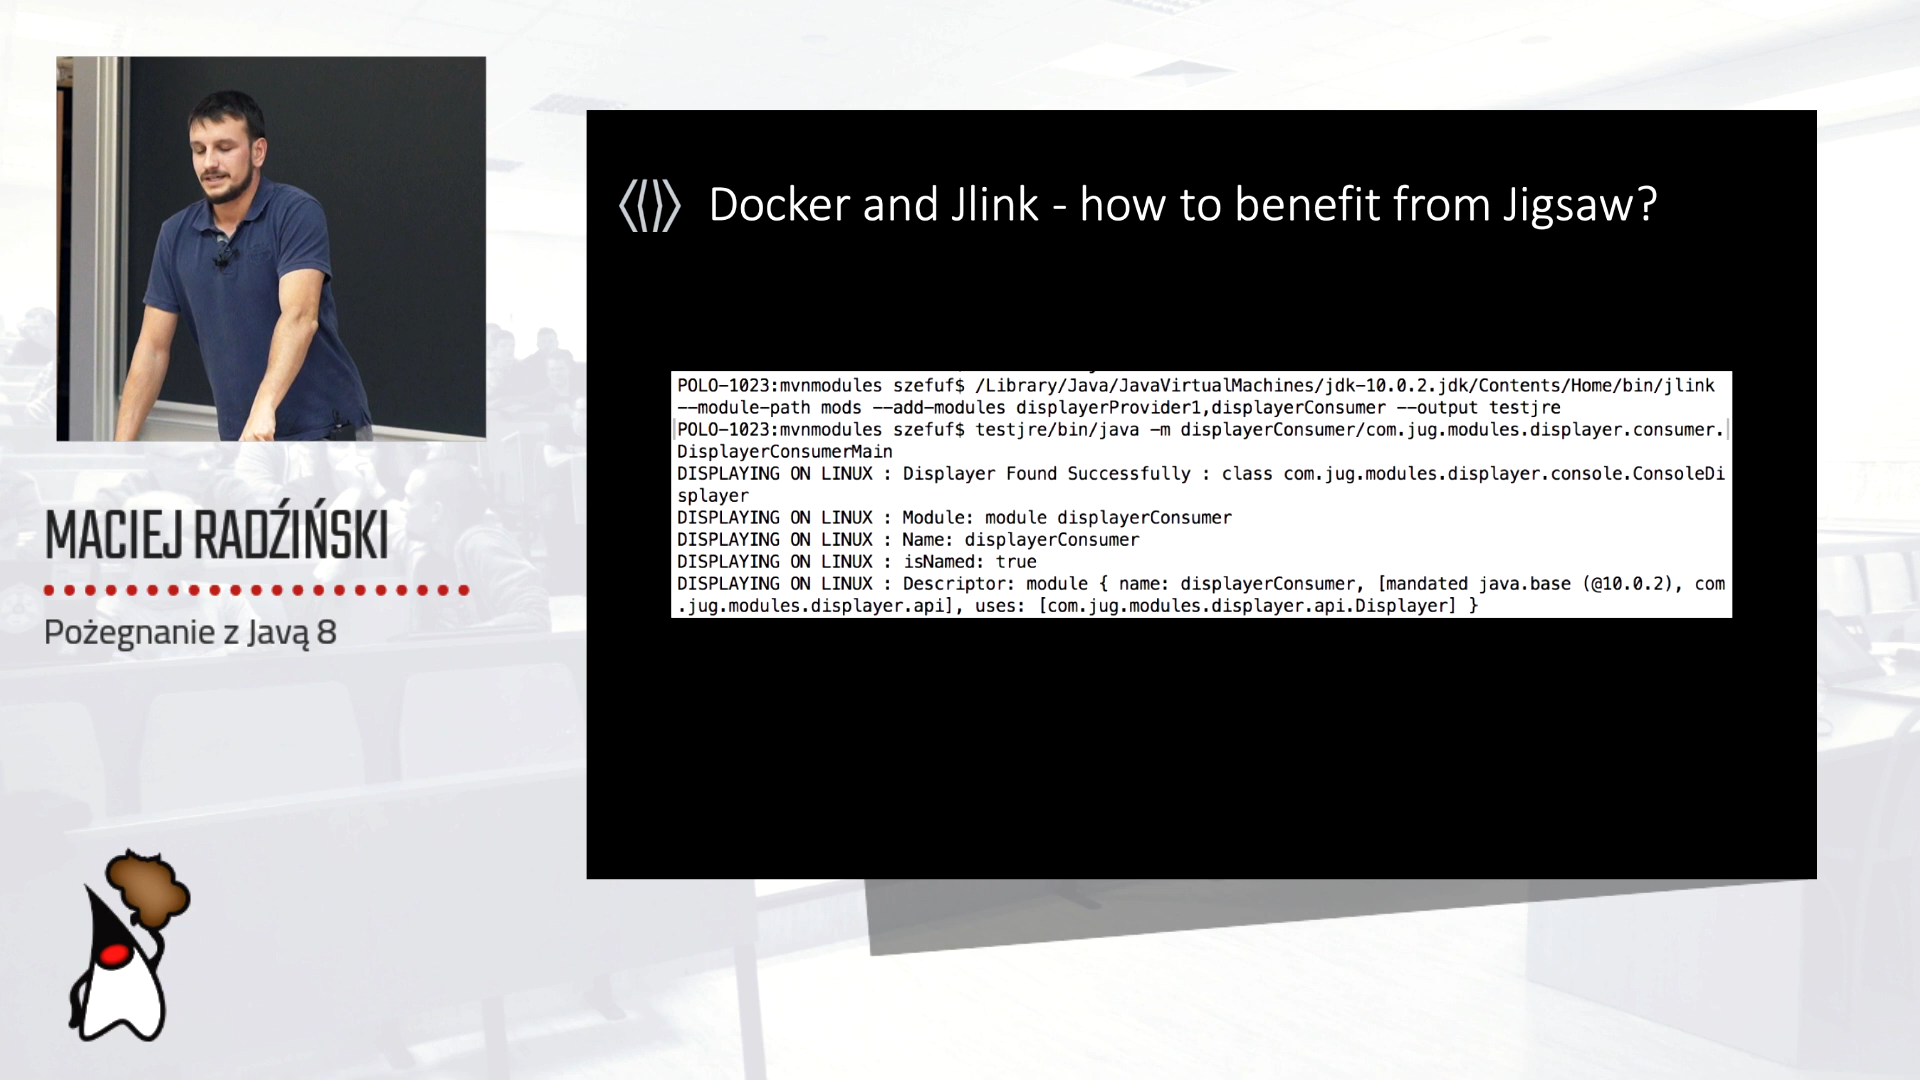 MACIEJ RADŹIŃSKI
Pożegnanie z Javą 8
Docker and Jlink - how to benefit from Jigsaw?
POLO-1023:mvnmodules szefuf$ /Library/Java/JavaVirtualMachines/jdk-10.0.2.jdk/Contents/Home/bin/jlink
--module-path mods --add-modules displayerProvider1,displayerConsumer --output testjre
POLO-1023:mvnmodules szefuf$ testjre/bin/java -m displayerConsumer/com.jug.modules.displayer.consumer.
DisplayerConsumerMain
DISPLAYING ON LINUX : Displayer Found Successfully : class com.jug.modules.displayer.console.ConsoleDi
splayer
DISPLAYING ON LINUX : Module: module displayerConsumer
DISPLAYING ON LINUX : Name: displayerConsumer
DISPLAYING ON LINUX : isNamed: true
DISPLAYING ON LINUX : Descriptor: module { name: displayerConsumer, [mandated java.base (@10.0.2), com
.jug.modules.displayer.api], uses: [com.jug.modules.displayer.api.Displayer] }